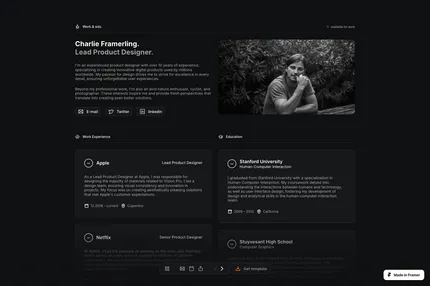 Work & edu.
available for work
Charlie Framerling.
Lead Product Designer.
I'm an experienced product designer with over 10 years of experience,
specializing in creating innovative digital products used by millions
worldwide. My passion for design drives me to strive for excellence in every
detail, ensuring unforgettable user experiences.
Beyond my professional work, I'm also an avid nature enthusiast, cyclist, and
photographer. These interests inspire me and provide fresh perspectives that
translate into creating even better solutions.
E-mail
Twitter
linkedin
Work Experience
Education
Apple
Lead Product Designer
As a Lead Product Designer at Apple, I was responsible for
designing the majority of materials related to Vision Pro. I led a
design team, ensuring visual consistency and innovation in
projects. My focus was on creating aesthetically pleasing solutions
that met Apple's customer expectations.
Cupertino
Stanford University
Human Computer Interaction
I graduated from Stanford University with a specialization in
Human Computer Interaction. My coursework delved into
understanding the interactions between humans and technology,
as well as user interface design, fostering my development of
design and analytical skills in the human computer interaction
California
Netflix
Senior Product Designer
Stuyvesant High School
Computer Graphics
Get template
Made in Framer